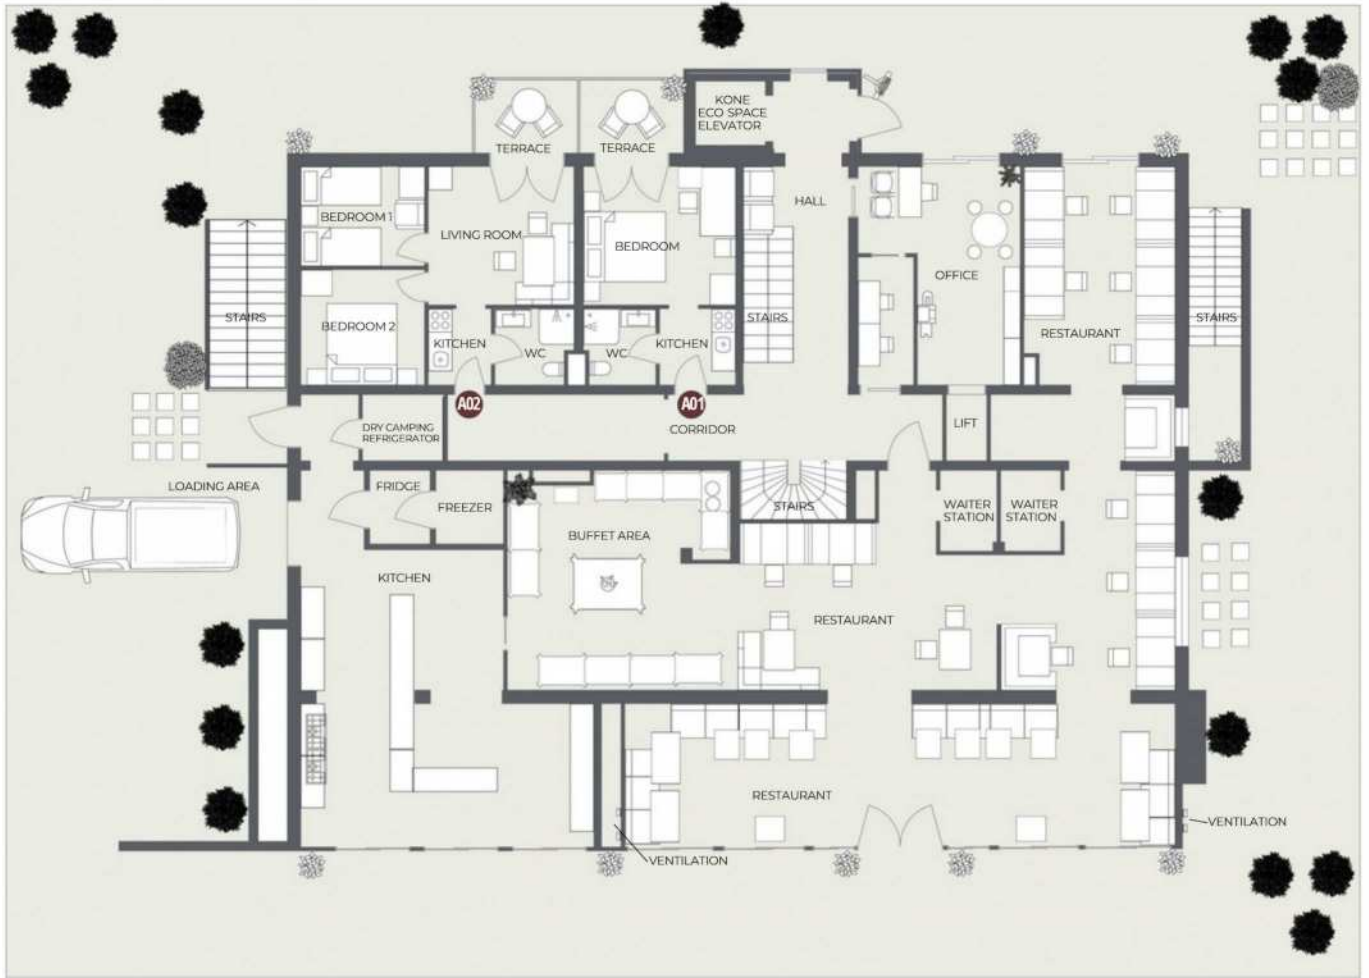 KONE
ECO SPACE
ELEVATOR
TERRACE
TERRACE
HALL
BEDROOM 1
LIVING ROOM
BEDROOM
OFFICE
STAIRS
BEDROOM 2
KITCHEN
WC
WC
KITCHEN
STAIRS
RESTAURANT
STAIRS
A02
A01
CORRIDOR
LIFT
DRY CAMPING
REFRIGERATOR
LOADING AREA
FRIDGE
FREEZER
STAIRS
WAITER
STATION
WAITER
STATION
BUFFET AREA
KITCHEN
RESTAURANT
RESTAURANT
VENTILATION
VENTILATION